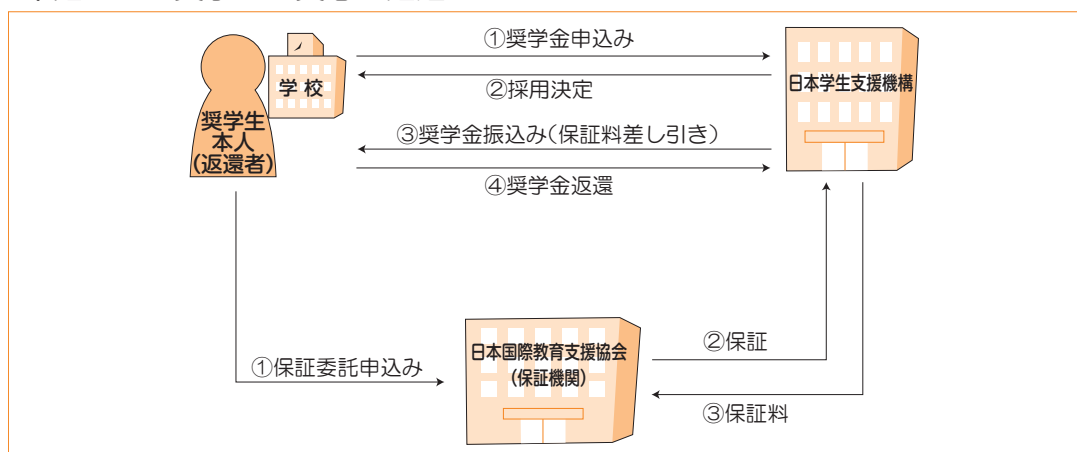 ①奨学金申込み
学校
②採用決定
日本学生支援機構
奨学生
本人
(返還者)
③奨学金振込み(保証料差し引き)
④奨学金返還
①保証委託申込み
日本国際教育支援協会
(保証機関)
②保証
③保証料